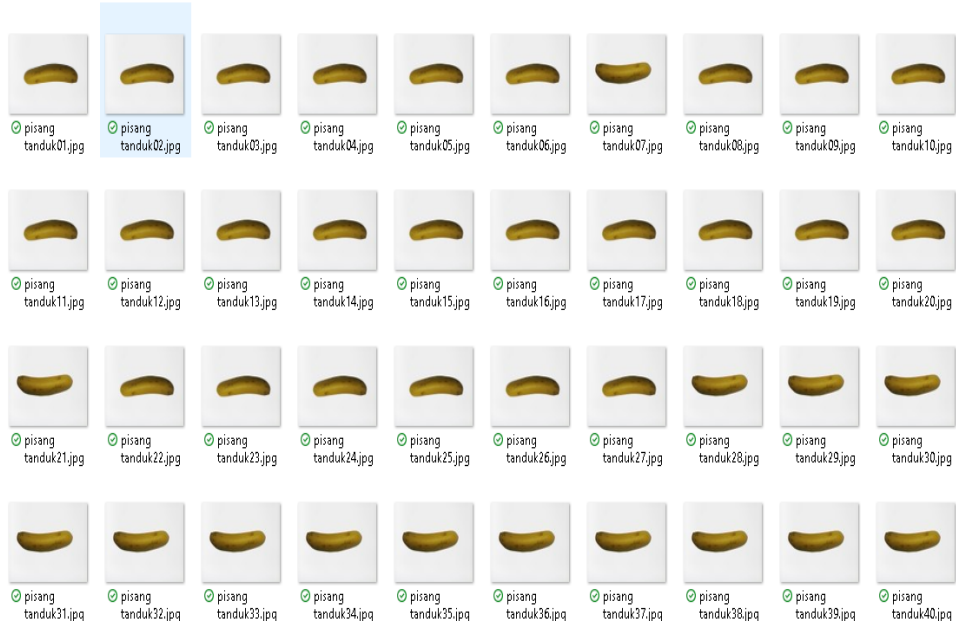 pisang
tanduk01.jpg
pisang
tanduk02.jpg
pisang
tanduk03.jpg
pisang
tanduk04.jpg
pisang
tanduk05.jpg
pisang
tanduk06.jpg
pisang
tanduk07.jpg
pisang
tanduk08.jpg
pisang
tanduk09.jpg
pisang
tanduk10.jpg
pisang
tanduk11.jpg
pisang
tanduk12.jpg
pisang
tanduk13.jpg
pisang
tanduk14.jpg
pisang
tanduk15.jpg
pisang
tanduk16.jpg
pisang
tanduk17.jpg
pisang
tanduk18.jpg
pisang
tanduk19.jpg
pisang
tanduk20.jpg
pisang
tanduk21.jpg
pisang
tanduk22.jpg
pisang
tanduk23.jpg
pisang
tanduk24.jpg
pisang
tanduk25.jpg
pisang
tanduk26.jpg
pisang
tanduk27.jpg
pisang
tanduk28.jpg
pisang
tanduk29.jpg
pisang
tanduk30.jpg
pisang
tanduk31.jpg
pisang
tanduk32.jpg
pisang
tanduk33.jpg
pisang
tanduk34.jpg
pisang
tanduk35.jpg
pisang
tanduk36.jpg
pisang
tanduk37.jpg
pisang
tanduk38.jpg
pisang
tanduk39.jpg
pisang
tanduk40.jpg